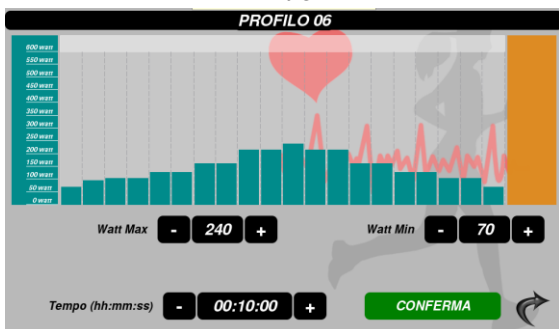 PROFILO 06
600 watt
550 watt
500 watt
450 watt
400 watt
350 watt
300 watt
250 watt
200 watt
150 watt
100 watt
50 watt
0 watt
Watt Max - 240 + Watt Min - 70 +
Tempo (hh:mm:ss) - 00:10:00 + CONFERMA